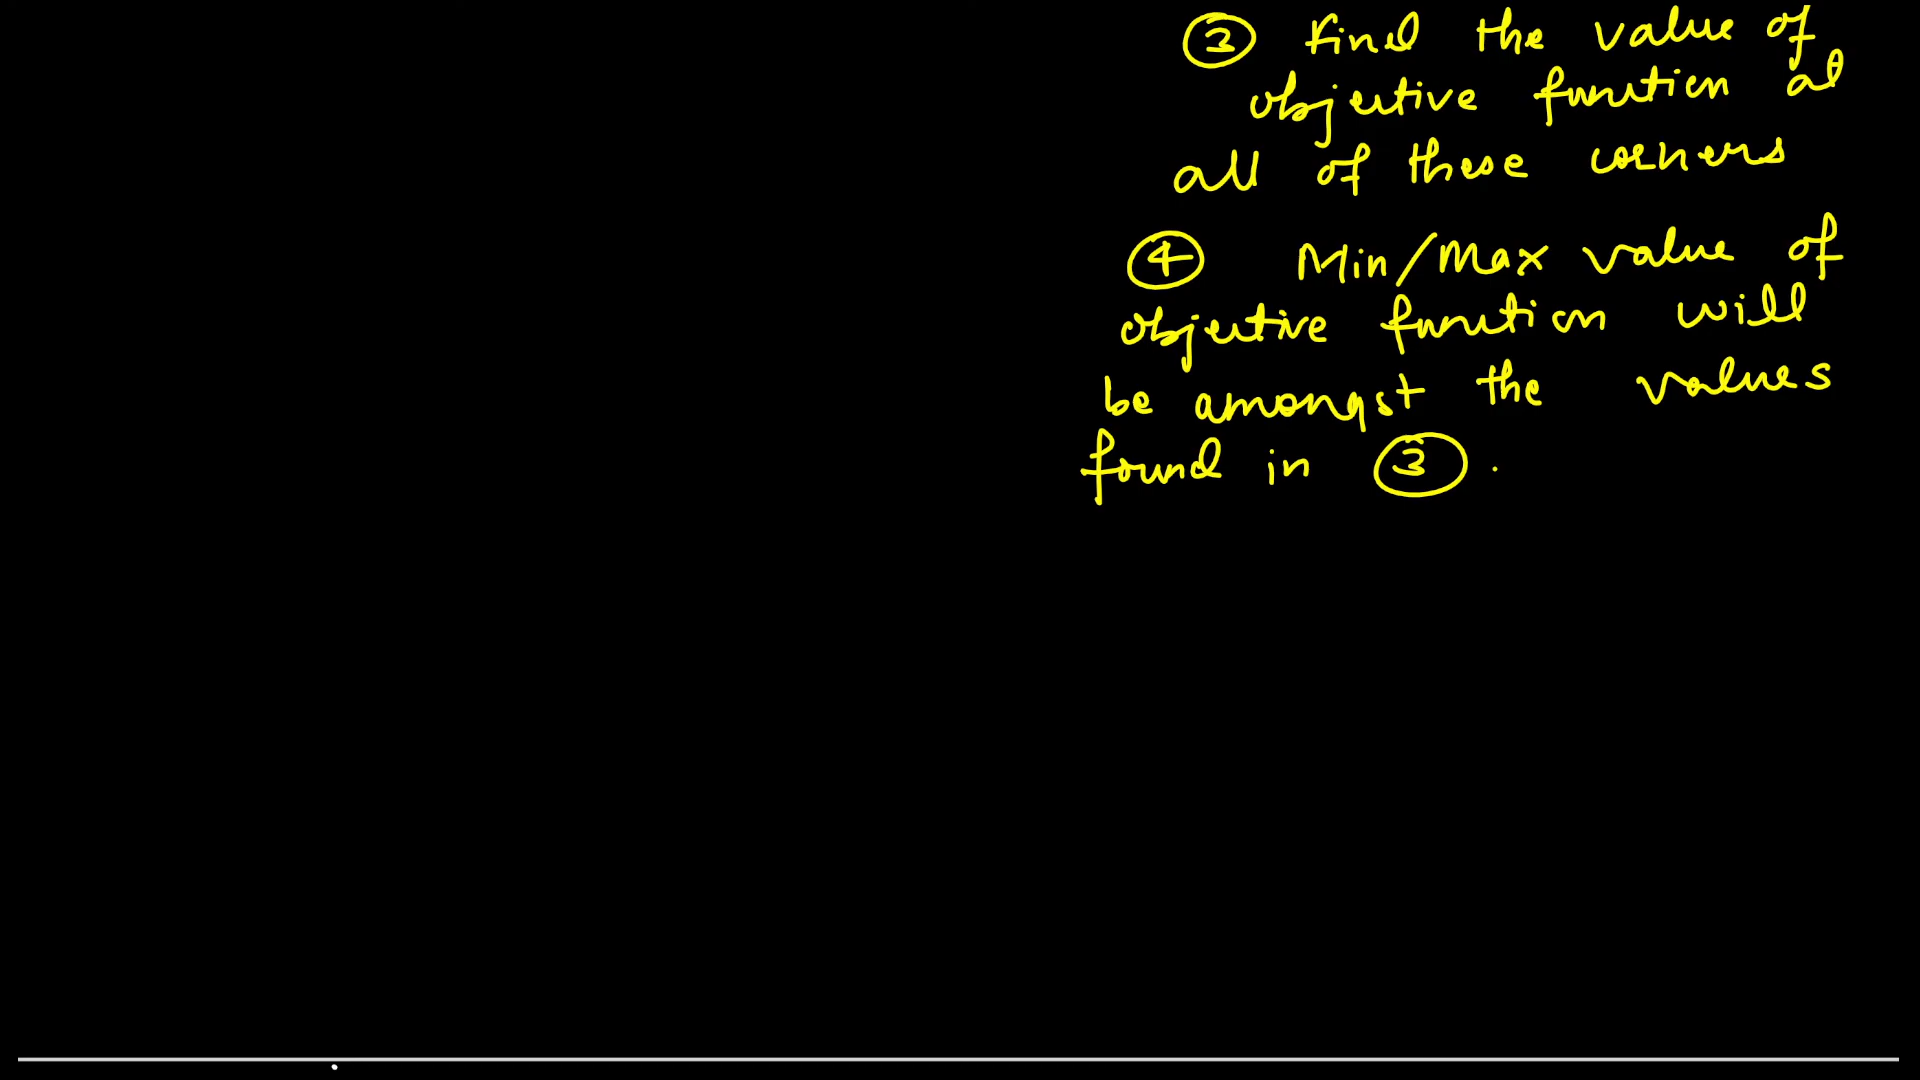 ③ Find the value of
objective function at
all of these corners
④ Min/Max value of
objective function will
be amongst the values
found in ③ .